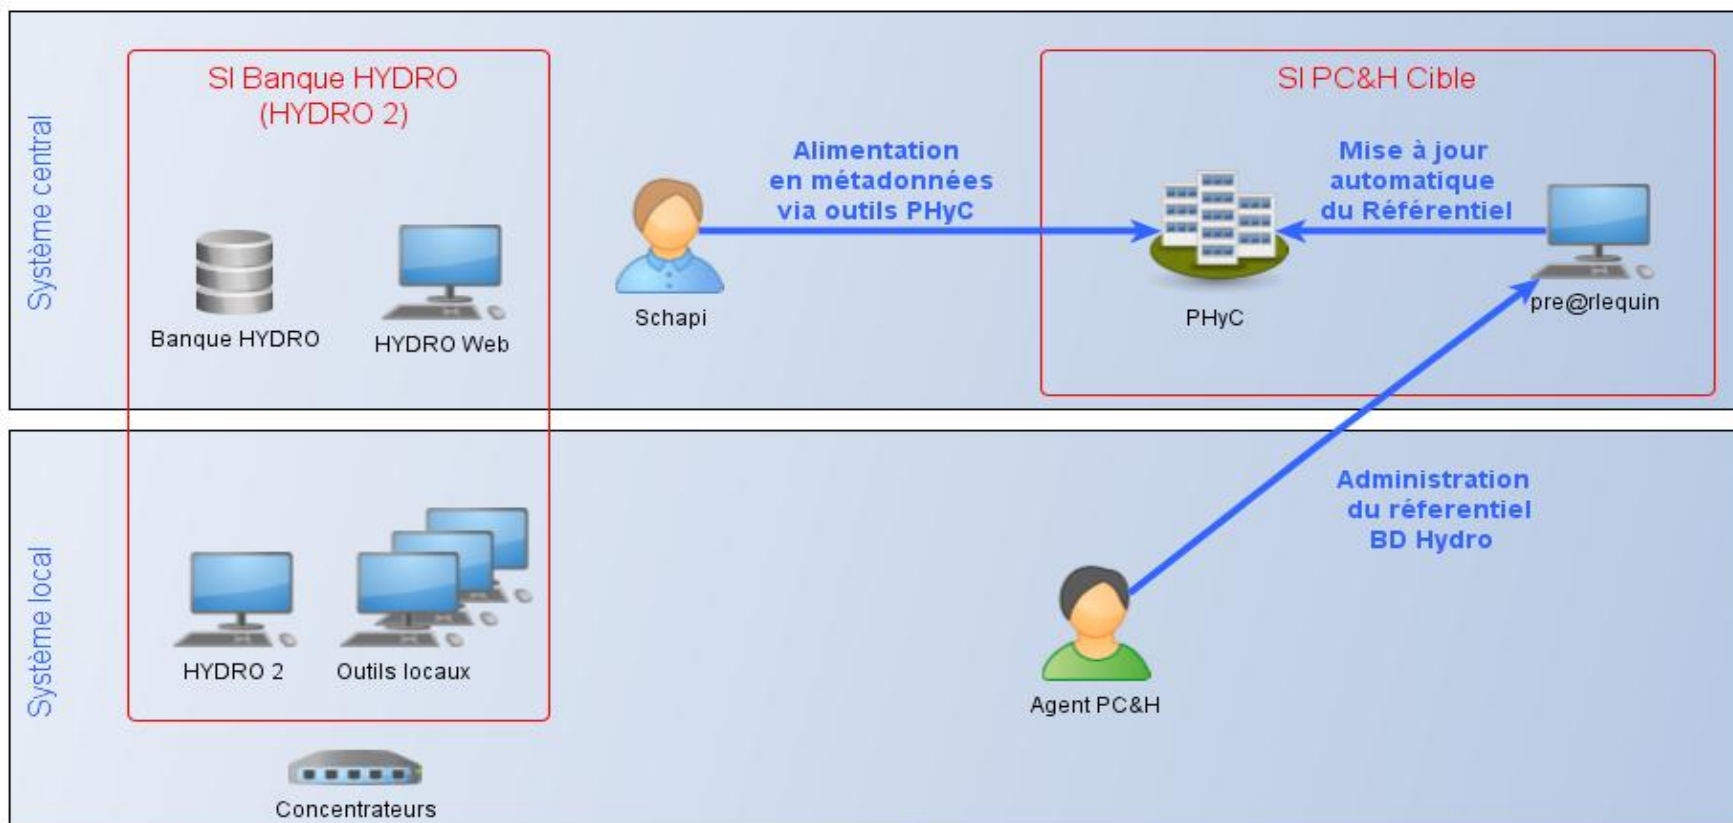 Système central
SI Banque HYDRO
(HYDRO 2)
Banque HYDRO
HYDRO Web
Schapi
Alimentation
en métadonnées
via outils PHyC
SI PC&H Cible
PHyC
Mise à jour
automatique
du Référentiel
pre@rlequin
Système local
HYDRO 2
Outils locaux
Concentrateurs
Agent PC&H
Administration
du réferentiel
BD Hydro